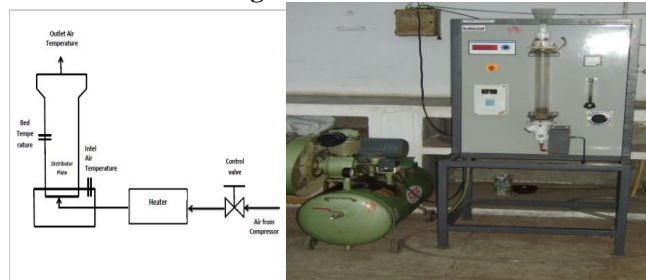 Outlet Air
Temperature
Bed
Tempe
rature
Intel
Air
Temperature
Distributor
Plate
Control
valve
Heater
Air from
Compressor